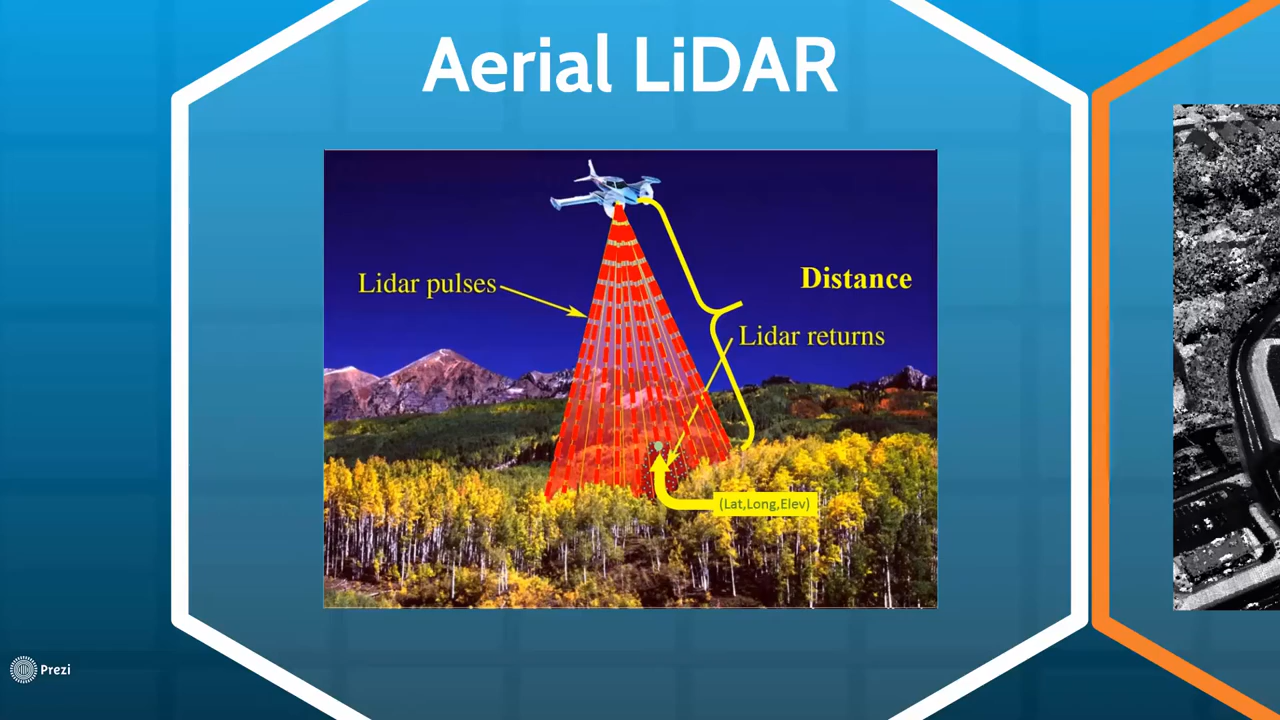 Aerial LiDAR
Lidar pulses
Distance
Lidar returns
(Lat,Long,Elev)
Prezi